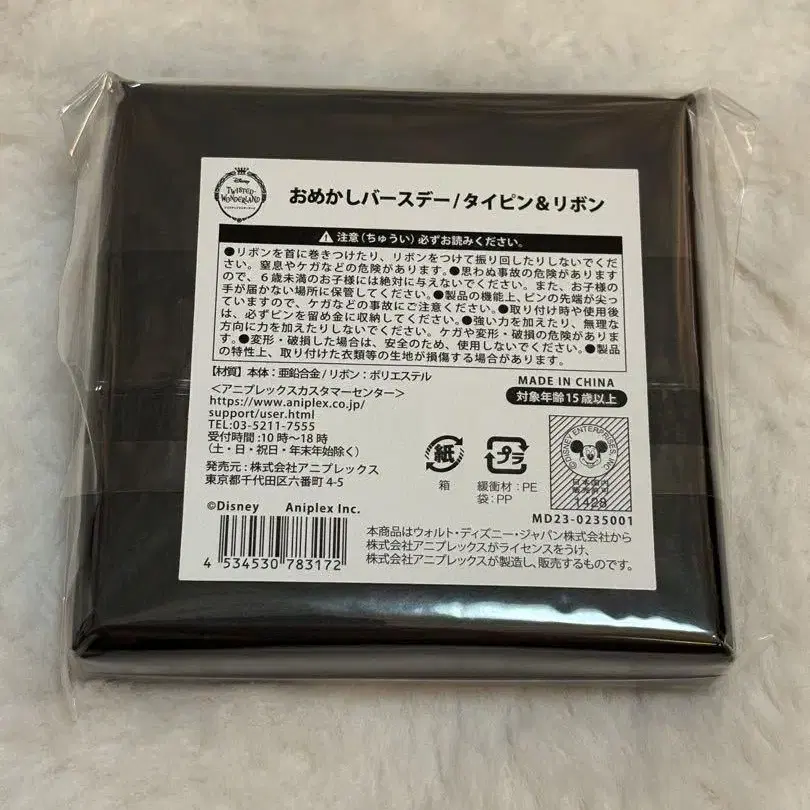 Disney
TWISTED
WONDERLAND
おめかしバースデー/タイピン＆リボン
注意(ちゅうい)必ずお読みください。
●リボンを首に巻きつけたり、リボンをつけて振り回したりしないでくだ
さい。窒息やケガなどの危険があります。●思わぬ事故の危険があります
ので、6歳未満のお子様には絶対に与えないでください。また、お子様の
手が届かない場所に保管してください。●製品の機能上、ピンの先端が尖っ
ていますので、ケガなどの事故にご注意ください。●取り付け時や使用後
は、必ずピンを留め金に収納してください。●強い力を加えたり、無理な
方向に力を加えたりしないでください。ケガや変形・破損の危険がありま
す。●変形・破損した場合は、安全のため、使用しないでください。●製品
の特性上、取り付けた衣類等の生地が損傷する場合があります。
【材質】本体：亜鉛合金/リボン：ポリエステル
＜アニプレックスカスタマーセンター＞
https://www.aniplex.co.jp/
support/user.html
TEL:03-5211-7555
受付時間:10時〜18時
(土・日・祝日・年末年始除く)
発売元：株式会社アニプレックス
東京都千代田区六番町4-5
MADE IN CHINA
対象年齢15歳以上
紙
箱
プラ
緩衝材：PE
袋：PP
©DISNEY ENTERPRISES, INC.
日本国内
販売許可
1428
MD23-0235001
©Disney Aniplex Inc.
4 534530 783172
本商品はウォルト・ディズニー・ジャパン株式会社から
株式会社アニプレックスがライセンスをうけ、
株式会社アニプレックスが製造し、販売するものです。